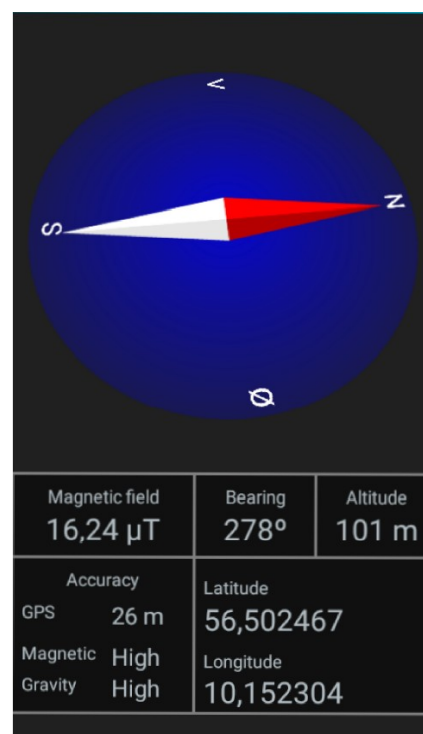 V
N
S
Ø
Magnetic field
16,24 µT
Bearing
278º
Altitude
101 m
Accuracy
GPS 26 m
Magnetic High
Gravity High
Latitude
56,502467
Longitude
10,152304